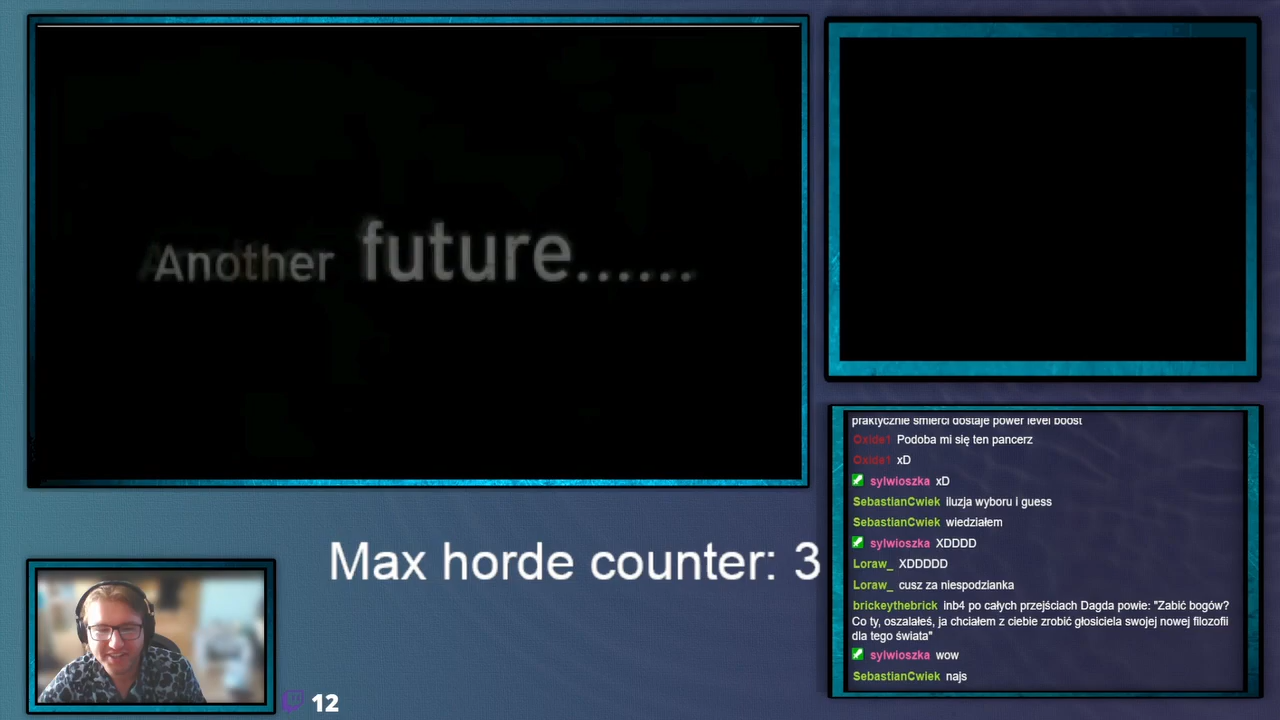 Another future......
praktycznie śmierci dostaje power level boost
Oxide1 Podoba mi się ten pancerz
Oxide1 xD
sylwioszka xD
SebastianCwiek iluzja wyboru i guess
SebastianCwiek wiedziałem
sylwioszka XDDDD
Loraw_ XDDDDD
Loraw_ cusz za niespodzianka
brickeythebrick inb4 po całych przejściach Dagda powie: "Zabić bogów?
Co ty, oszalałeś, ja chciałem z ciebie zrobić głosiciela swojej nowej filozofii
dla tego świata"
sylwioszka wow
SebastianCwiek najs
Max horde counter: 3
12